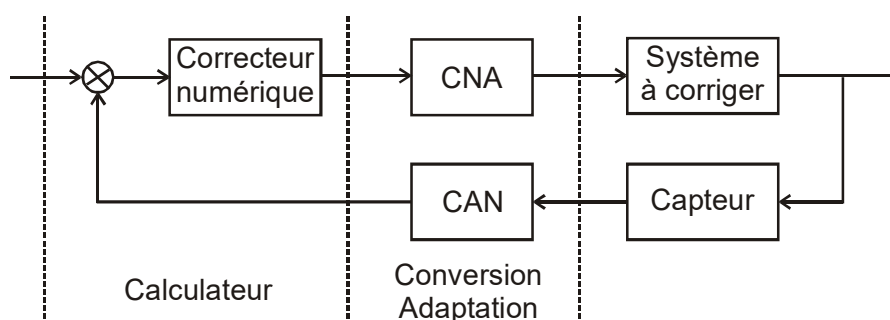 Correcteur
numérique
CNA
Système
à corriger
CAN
Capteur
Calculateur
Conversion
Adaptation